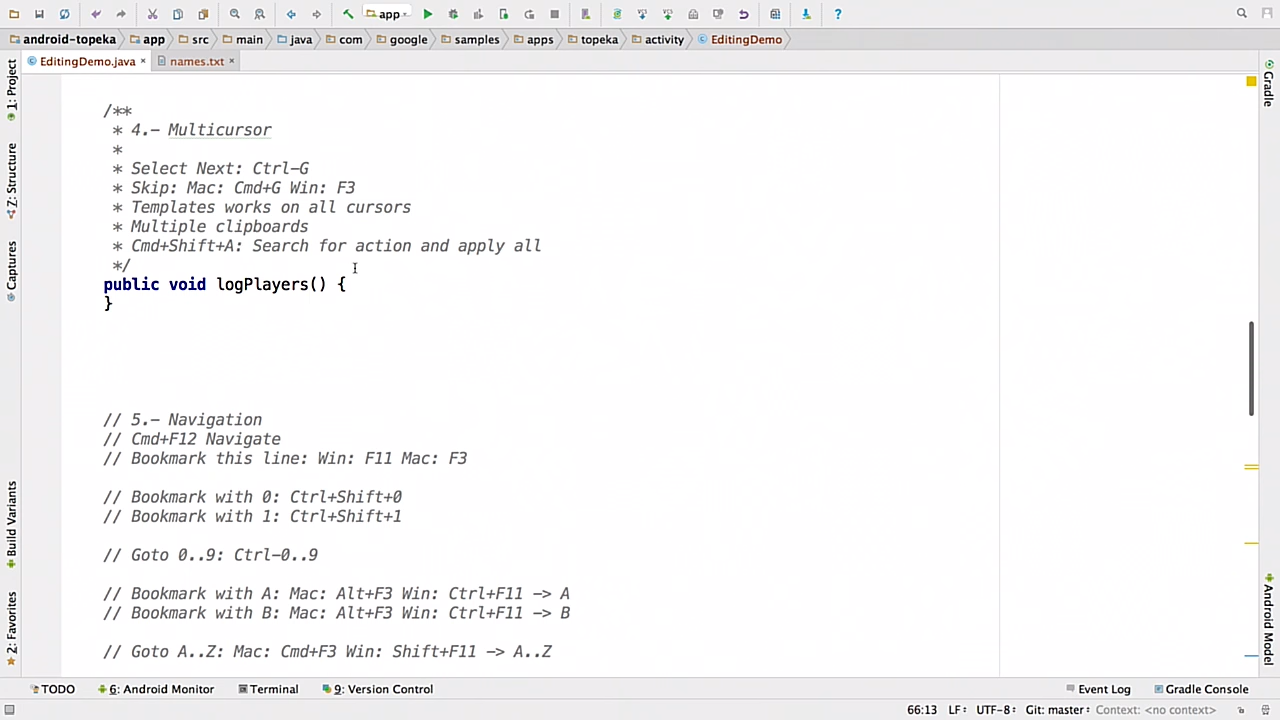 app
android-topeka app src main java com google samples apps topeka activity EditingDemo
EditingDemo.java names.txt
1: Project
Z: Structure
Captures
Build Variants
2: Favorites
Gradle
Android Model
/**
* 4.- Multicursor
*
* Select Next: Ctrl-G
* Skip: Mac: Cmd+G Win: F3
* Templates works on all cursors
* Multiple clipboards
* Cmd+Shift+A: Search for action and apply all
*/
public void logPlayers() {
}
// 5.- Navigation
// Cmd+F12 Navigate
// Bookmark this line: Win: F11 Mac: F3
// Bookmark with 0: Ctrl+Shift+0
// Bookmark with 1: Ctrl+Shift+1
// Goto 0..9: Ctrl-0..9
// Bookmark with A: Mac: Alt+F3 Win: Ctrl+F11 -> A
// Bookmark with B: Mac: Alt+F3 Win: Ctrl+F11 -> B
// Goto A..Z: Mac: Cmd+F3 Win: Shift+F11 -> A..Z
TODO 6: Android Monitor Terminal 9: Version Control Event Log Gradle Console
66:13 LF: UTF-8: Git: master: Context: <no context>